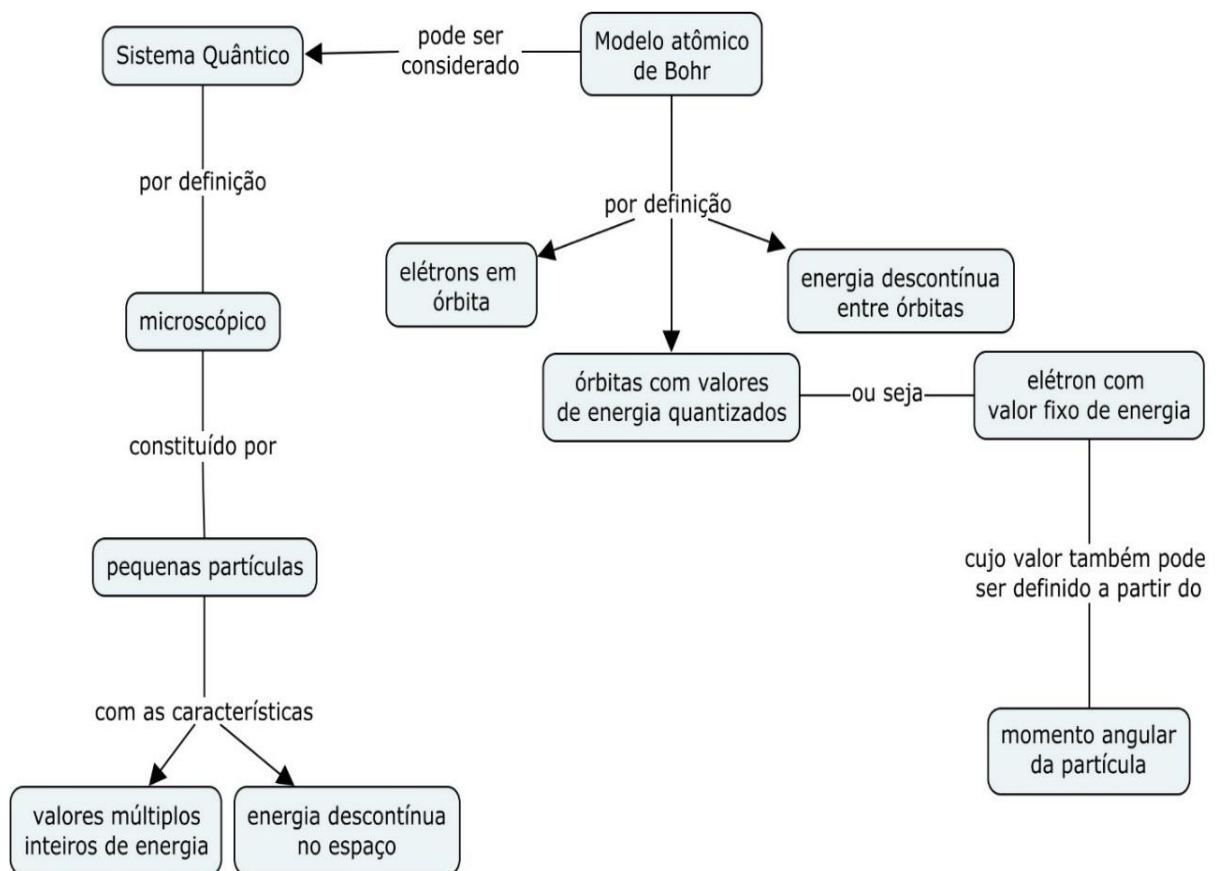 Sistema Quântico
pode ser
considerado
Modelo atômico
de Bohr
por definição
por definição
elétrons em
órbita
energia descontínua
entre órbitas
microscópico
órbitas com valores
de energia quantizados
ou seja
elétron com
valor fixo de energia
constituído por
pequenas partículas
cujo valor também pode
ser definido a partir do
com as características
momento angular
da partícula
valores múltiplos
inteiros de energia
energia descontínua
no espaço